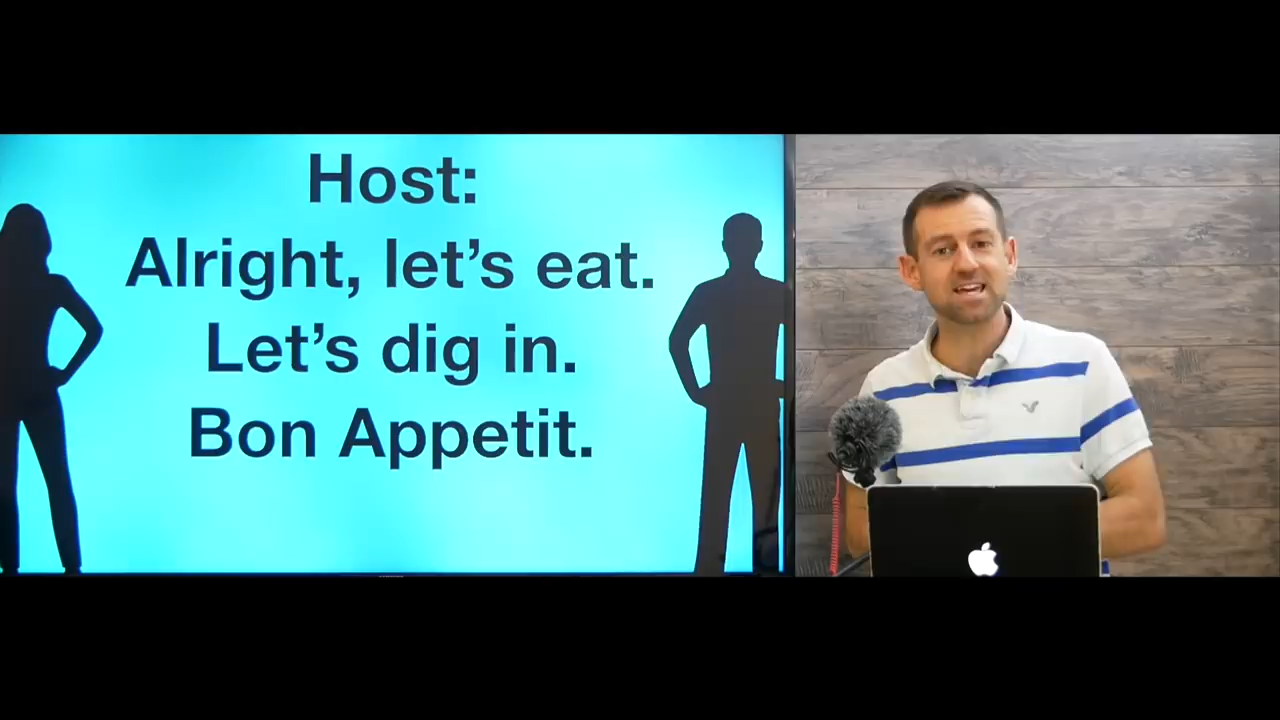 Host:
Alright, let’s eat.
Let’s dig in.
Bon Appetit.